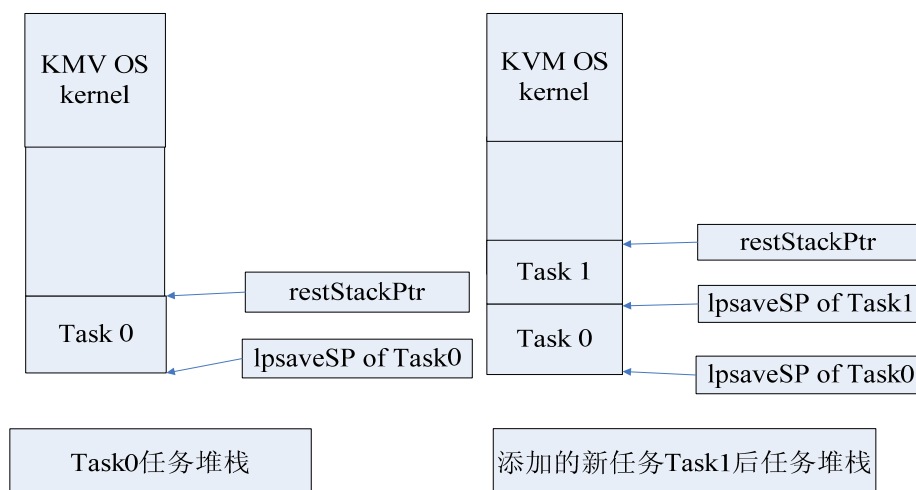 KMV OS
kernel
restStackPtr
Task 0
lpsaveSP of Task0
Task0任务堆栈
KVM OS
kernel
restStackPtr
Task 1
lpsaveSP of Task1
Task 0
lpsaveSP of Task0
添加的新任务Task1后任务堆栈